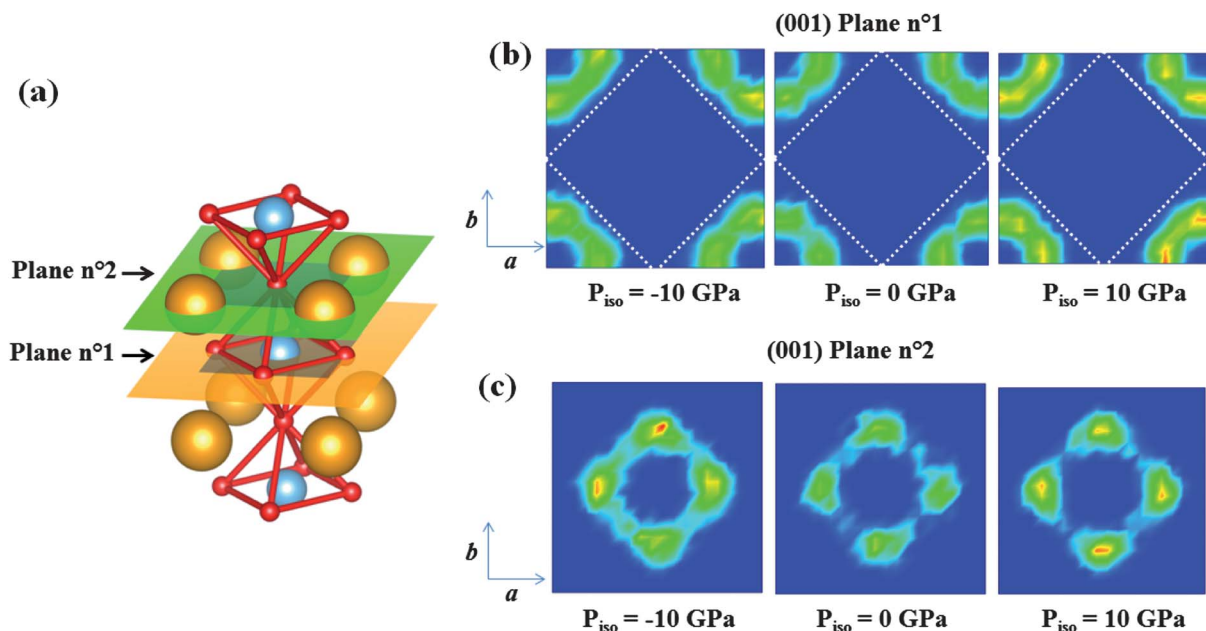 (a)
Plane n°2
Plane n°1
(001) Plane n°1
(b)
b
a
P_iso = -10 GPa
P_iso = 0 GPa
P_iso = 10 GPa
(001) Plane n°2
(c)
b
a
P_iso = -10 GPa
P_iso = 0 GPa
P_iso = 10 GPa